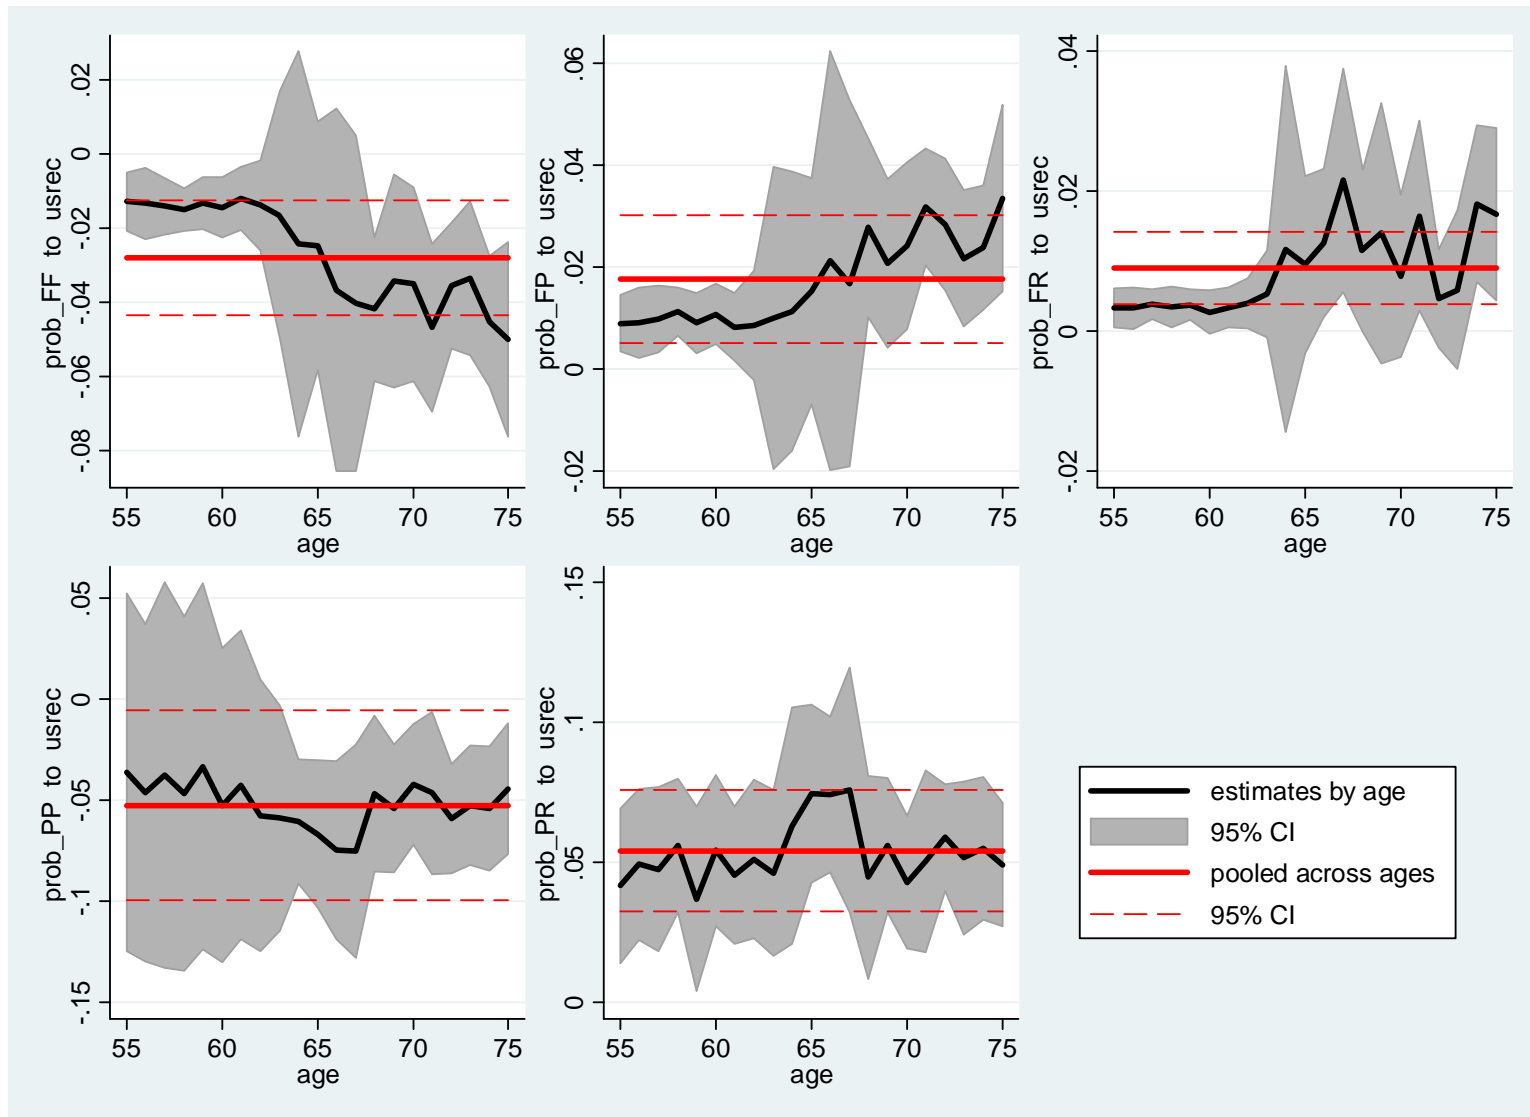 prob_FF to usrec
.02
0
-.02
-.04
-.06
-.08
55 60 65 70 75
age
prob_FP to usrec
.06
.04
.02
0
-.02
55 60 65 70 75
age
prob_FR to usrec
.04
.02
0
-.02
55 60 65 70 75
age
prob_PP to usrec
.05
0
-.05
-.1
-.15
55 60 65 70 75
age
prob_PR to usrec
.15
.1
.05
0
55 60 65 70 75
age
estimates by age
95% CI
pooled across ages
95% CI